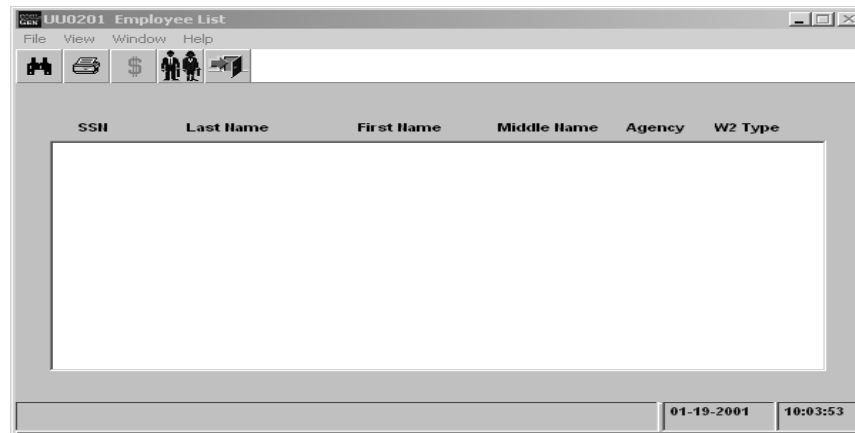 UU0201 Employee List
File View Window Help
$
SSN Last Name First Name Middle Name Agency W2 Type
01-19-2001 10:03:53